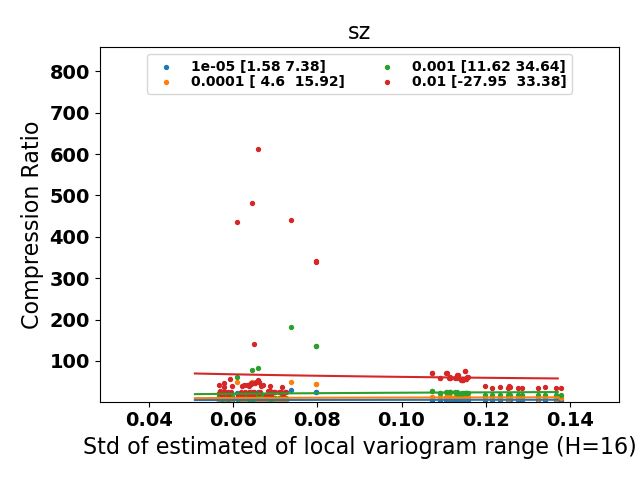 sz
1e-05 [1.58 7.38]
0.0001 [ 4.6  15.92]
0.001 [11.62 34.64]
0.01 [-27.95  33.38]
Compression Ratio
800
700
600
500
400
300
200
100
0.04 0.06 0.08 0.10 0.12 0.14
Std of estimated of local variogram range (H=16)